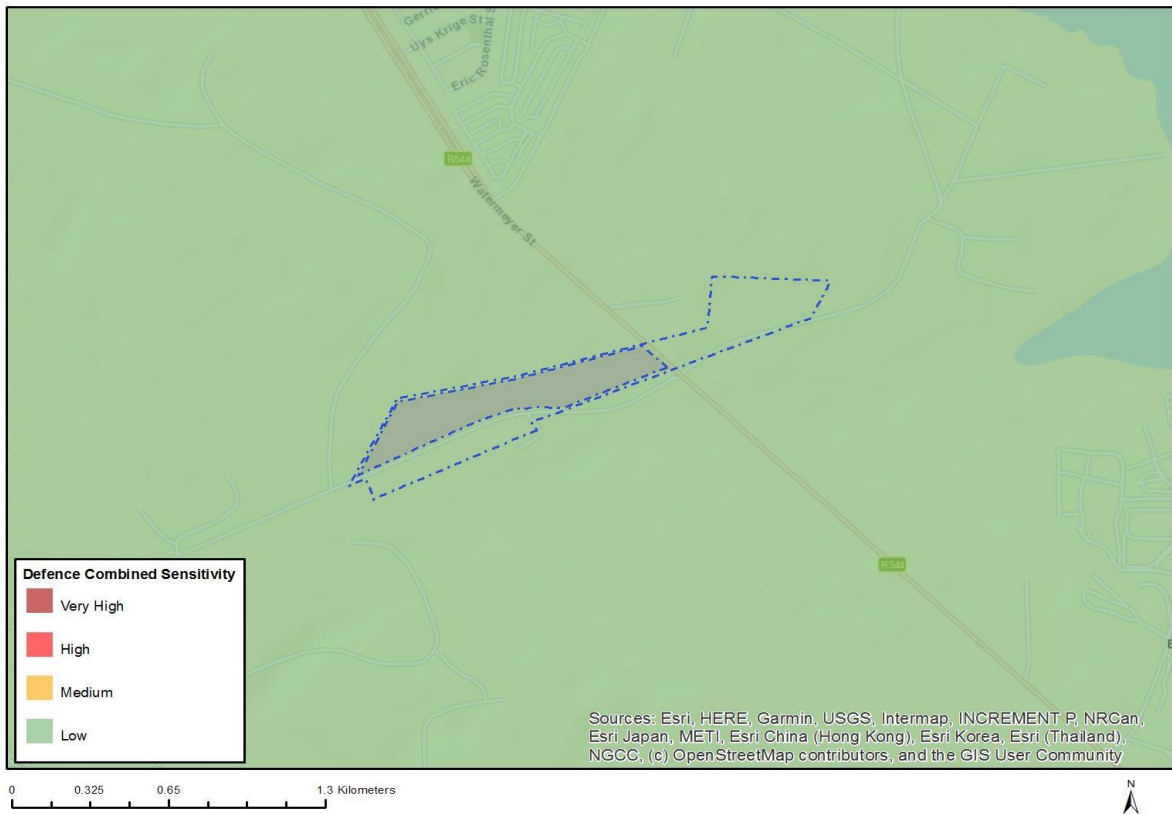 Gerri
Uys Krige St
Eric Rosenthal S
R544
Watermeyer St
R544
E
Defence Combined Sensitivity
Very High
High
Medium
Low
Sources: Esri, HERE, Garmin, USGS, Intermap, INCREMENT P, NRCan,
Esri Japan, METI, Esri China (Hong Kong), Esri Korea, Esri (Thailand),
NGCC, (c) OpenStreetMap contributors, and the GIS User Community
0 0.325 0.65 1.3 Kilometers
N